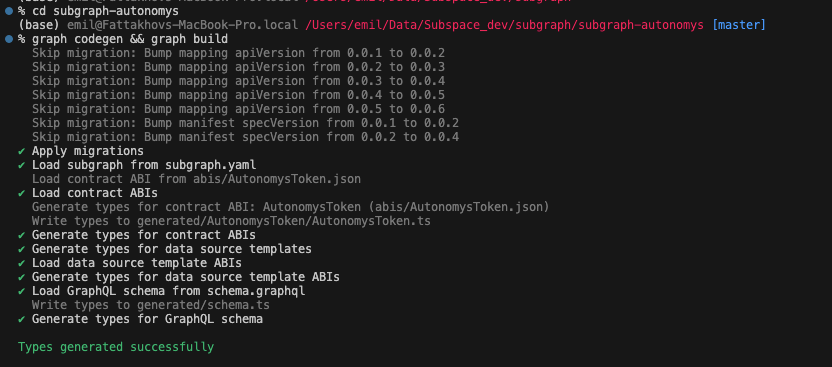 % cd subgraph-autonomys
(base) emil@Fattakhovs-MacBook-Pro.local /Users/emil/Data/Subspace_dev/subgraph/subgraph-autonomys [master]
% graph codegen && graph build
Skip migration: Bump mapping apiVersion from 0.0.1 to 0.0.2
Skip migration: Bump mapping apiVersion from 0.0.2 to 0.0.3
Skip migration: Bump mapping apiVersion from 0.0.3 to 0.0.4
Skip migration: Bump mapping apiVersion from 0.0.4 to 0.0.5
Skip migration: Bump mapping apiVersion from 0.0.5 to 0.0.6
Skip migration: Bump manifest specVersion from 0.0.1 to 0.0.2
Skip migration: Bump manifest specVersion from 0.0.2 to 0.0.4
✔ Apply migrations
✔ Load subgraph from subgraph.yaml
Load contract ABI from abis/AutonomysToken.json
✔ Load contract ABIs
Generate types for contract ABI: AutonomysToken (abis/AutonomysToken.json)
Write types to generated/AutonomysToken/AutonomysToken.ts
✔ Generate types for contract ABIs
✔ Generate types for data source templates
✔ Load data source template ABIs
✔ Generate types for data source template ABIs
✔ Load GraphQL schema from schema.graphql
Write types to generated/schema.ts
✔ Generate types for GraphQL schema
Types generated successfully